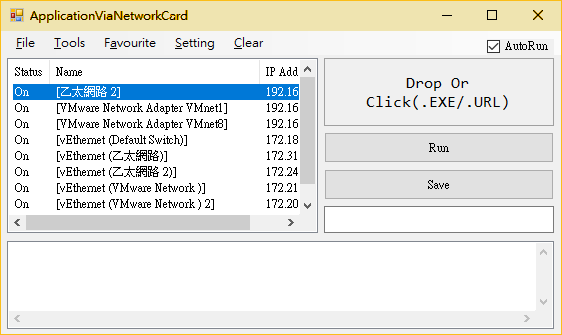 ApplicationViaNetworkCard
File Tools Favourite Setting Clear
AutoRun
Status Name IP Add
On [乙太網路 2] 192.16
On [VMware Network Adapter VMnet1] 192.16
On [VMware Network Adapter VMnet8] 192.16
On [vEthernet (Default Switch)] 172.18
On [vEthernet (乙太網路)] 172.31
On [vEthernet (乙太網路 2)] 172.24
On [vEthernet (VMware Network )] 172.21
On [vEthernet (VMware Network ) 2] 172.20
Drop Or
Click(.EXE/.URL)
Run
Save